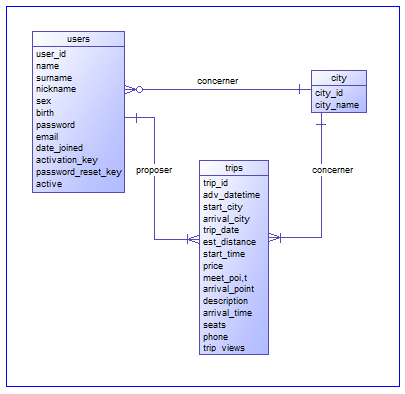 users
user_id
name
surname
nickname
sex
birth
password
email
date_joined
activation_key
password_reset_key
active
concerner
city
city_id
city_name
proposer
concerner
trips
trip_id
adv_datetime
start_city
arrival_city
trip_date
est_distance
start_time
price
meet_poi,t
arrival_point
description
arrival_time
seats
phone
trip_views